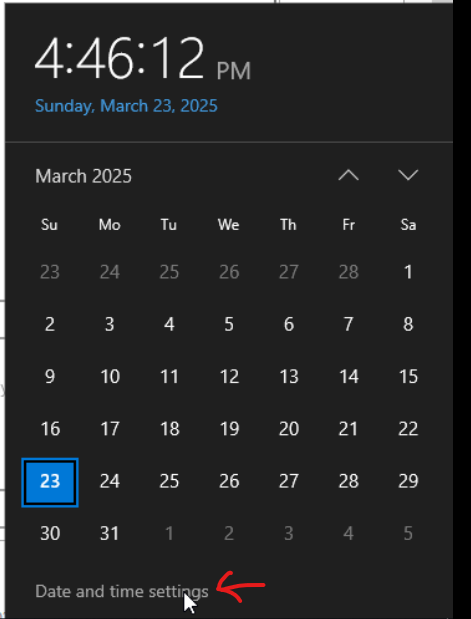 4:46:12 PM
Sunday, March 23, 2025
March 2025
Su Mo Tu We Th Fr Sa
23 24 25 26 27 28 1
2 3 4 5 6 7 8
9 10 11 12 13 14 15
16 17 18 19 20 21 22
23 24 25 26 27 28 29
30 31 1 2 3 4 5
Date and time settings